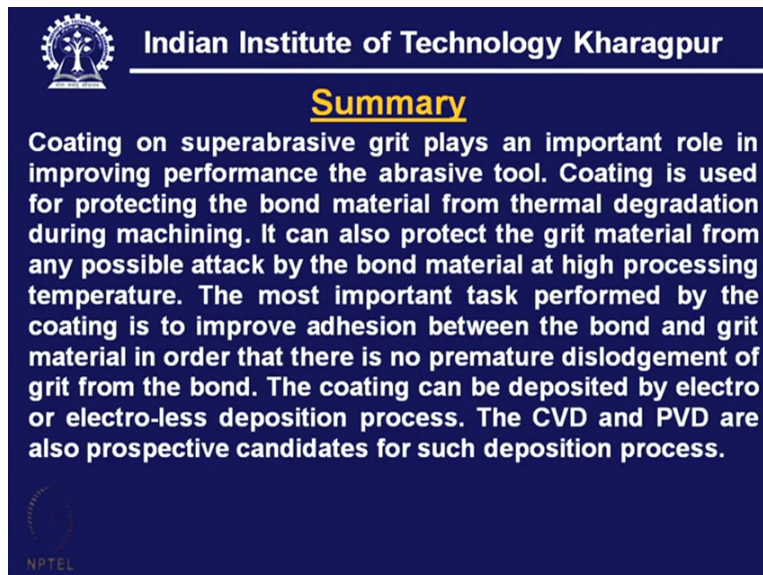 Indian Institute of Technology Kharagpur
Summary
Coating on superabrasive grit plays an important role in
improving performance the abrasive tool. Coating is used
for protecting the bond material from thermal degradation
during machining. It can also protect the grit material from
any possible attack by the bond material at high processing
temperature. The most important task performed by the
coating is to improve adhesion between the bond and grit
material in order that there is no premature dislodgement of
grit from the bond. The coating can be deposited by electro
or electro-less deposition process. The CVD and PVD are
also prospective candidates for such deposition process.
NPTEL